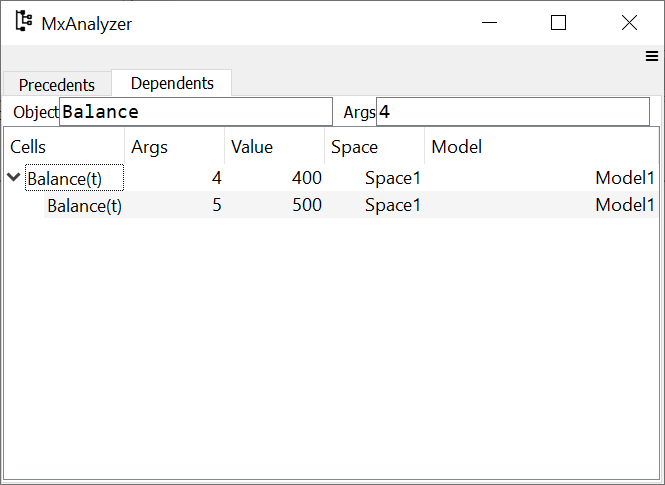 MxAnalyzer
Precedents Dependents
Object Balance Args 4
Cells Args Value Space Model
Balance(t) 4 400 Space1 Model1
Balance(t) 5 500 Space1 Model1